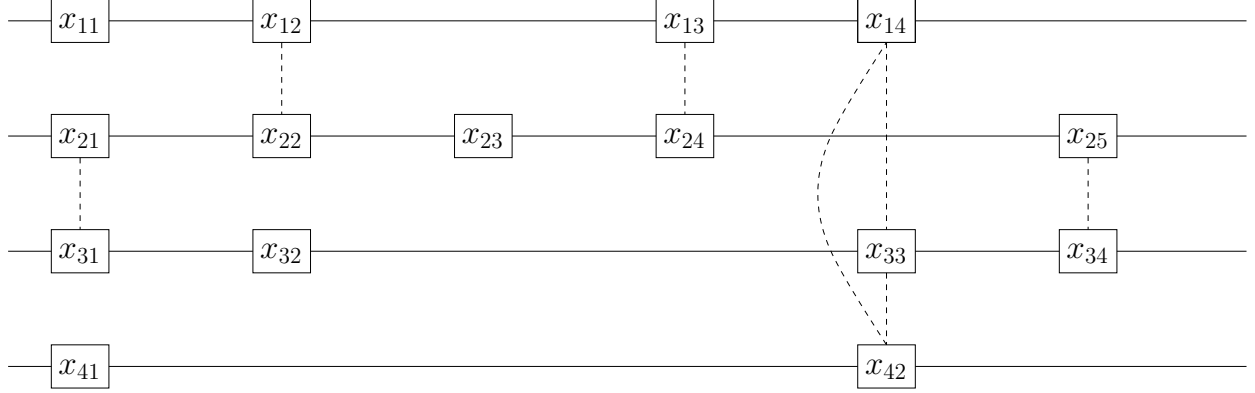 x₁₁ x₁₂ x₁₃ x₁₄
x₂₁ x₂₂ x₂₃ x₂₄ x₂₅
x₃₁ x₃₂ x₃₃ x₃₄
x₄₁ x₄₂